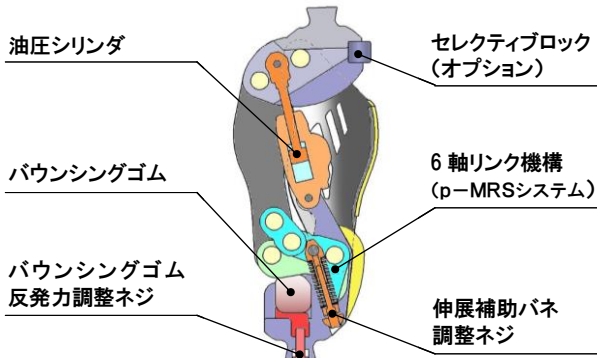 油圧シリンダ
バウンシングゴム
バウンシングゴム
反発力調整ネジ
セレクティブロック
（オプション）
6 軸リンク機構
（p－MRSシステム）
伸展補助バネ
調整ネジ